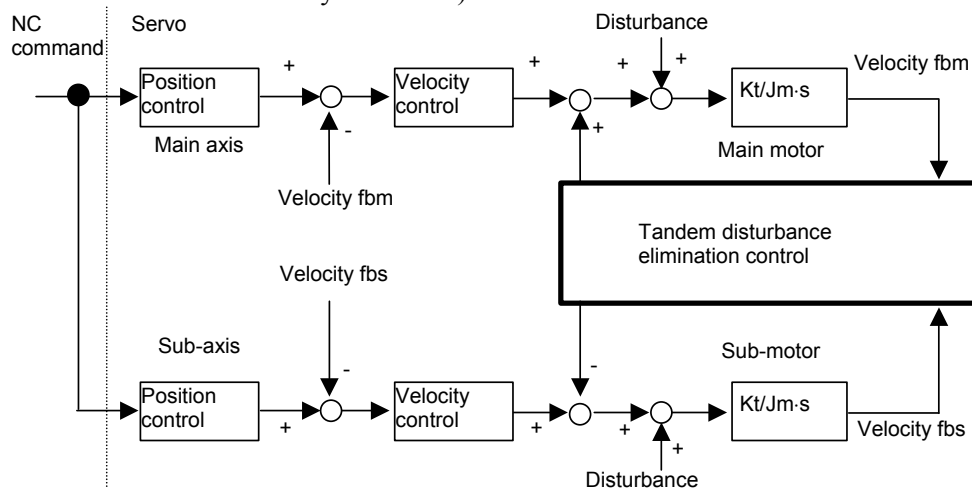 NC
command
Servo
Disturbance
Position
control
+
-
Velocity
control
+
+
+
+
Kt/Jm·s
Velocity fbm
Main axis
Main motor
Velocity fbm
Tandem disturbance
elimination control
Velocity fbs
Sub-axis
Sub-motor
Position
control
-
+
Velocity
control
-
+
+
+
Kt/Jm·s
Velocity fbs
Disturbance